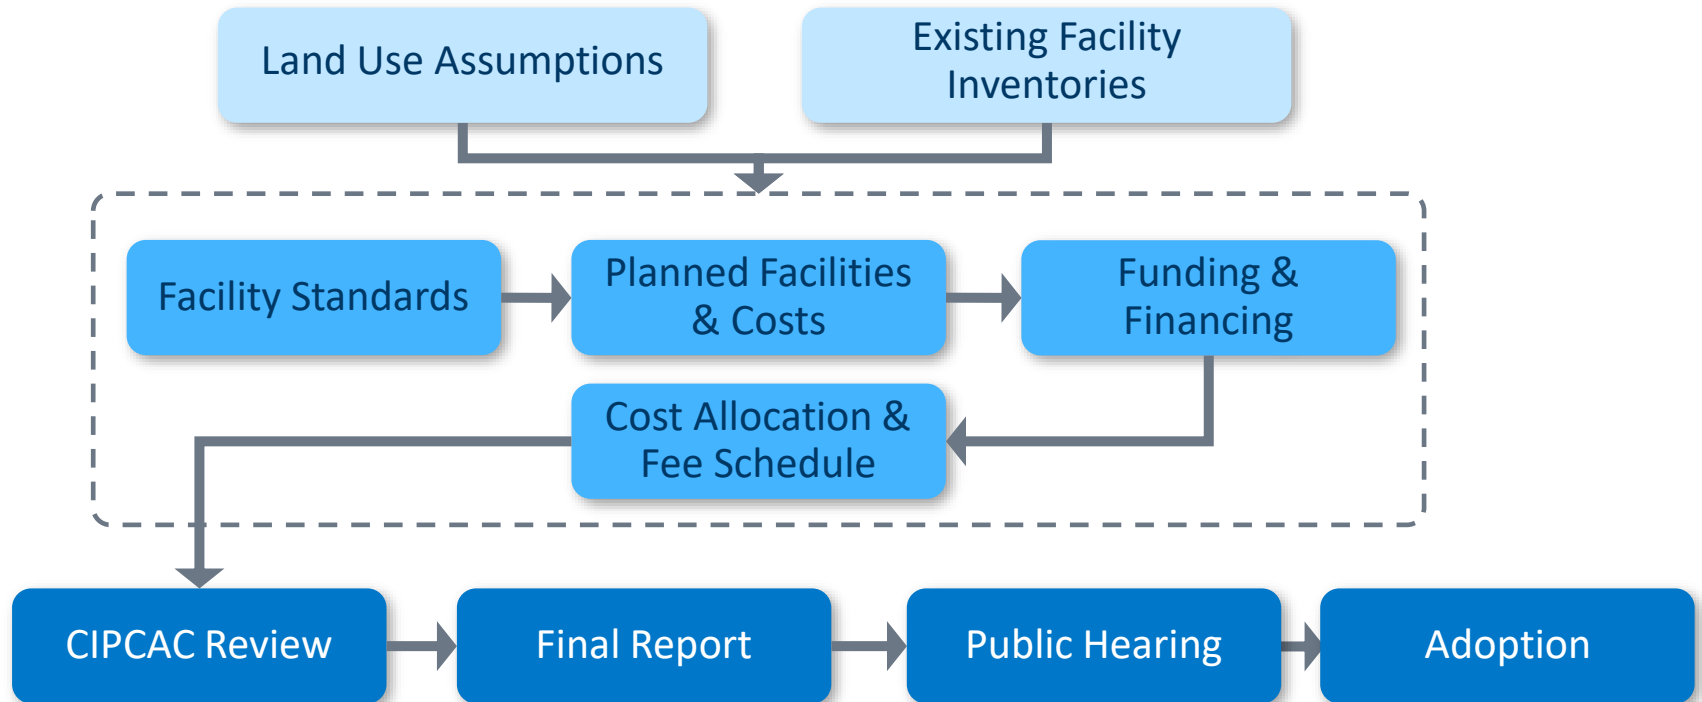 Land Use Assumptions
Existing Facility
Inventories
Facility Standards
Planned Facilities
& Costs
Funding &
Financing
Cost Allocation &
Fee Schedule
CIPCAC Review
Final Report
Public Hearing
Adoption